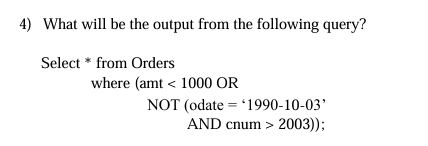 4) What will be the output from the following query?
Select * from Orders
where (amt < 1000 OR
NOT (odate = ‘1990-10-03’
AND cnum > 2003));